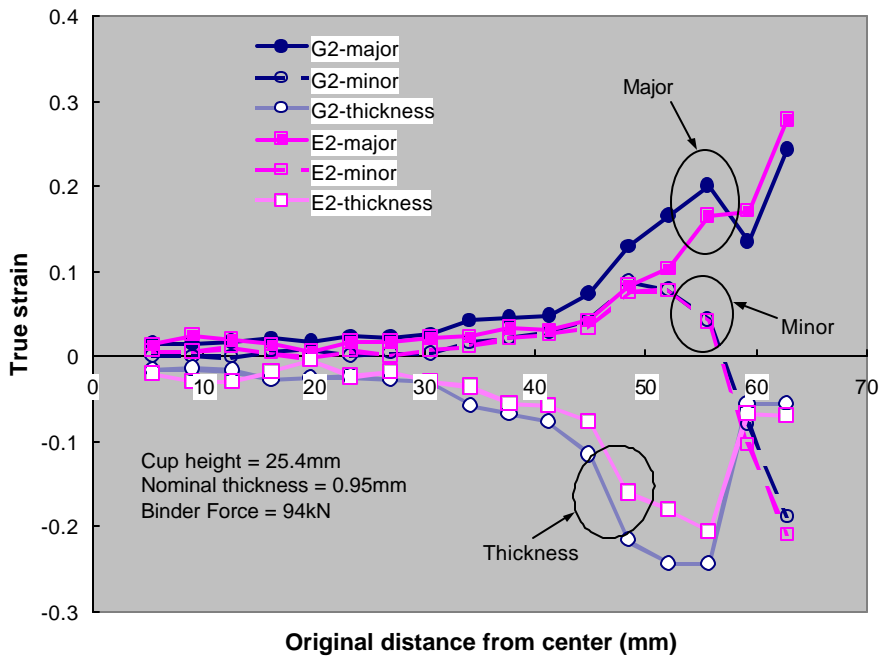 0.4
0.3
0.2
0.1
0
-0.1
-0.2
-0.3
True strain
G2-major
G2-minor
G2-thickness
E2-major
E2-minor
E2-thickness
Major
Minor
0 10 20 30 40 50 60 70
Cup height = 25.4mm
Nominal thickness = 0.95mm
Binder Force = 94kN
Thickness
Original distance from center (mm)